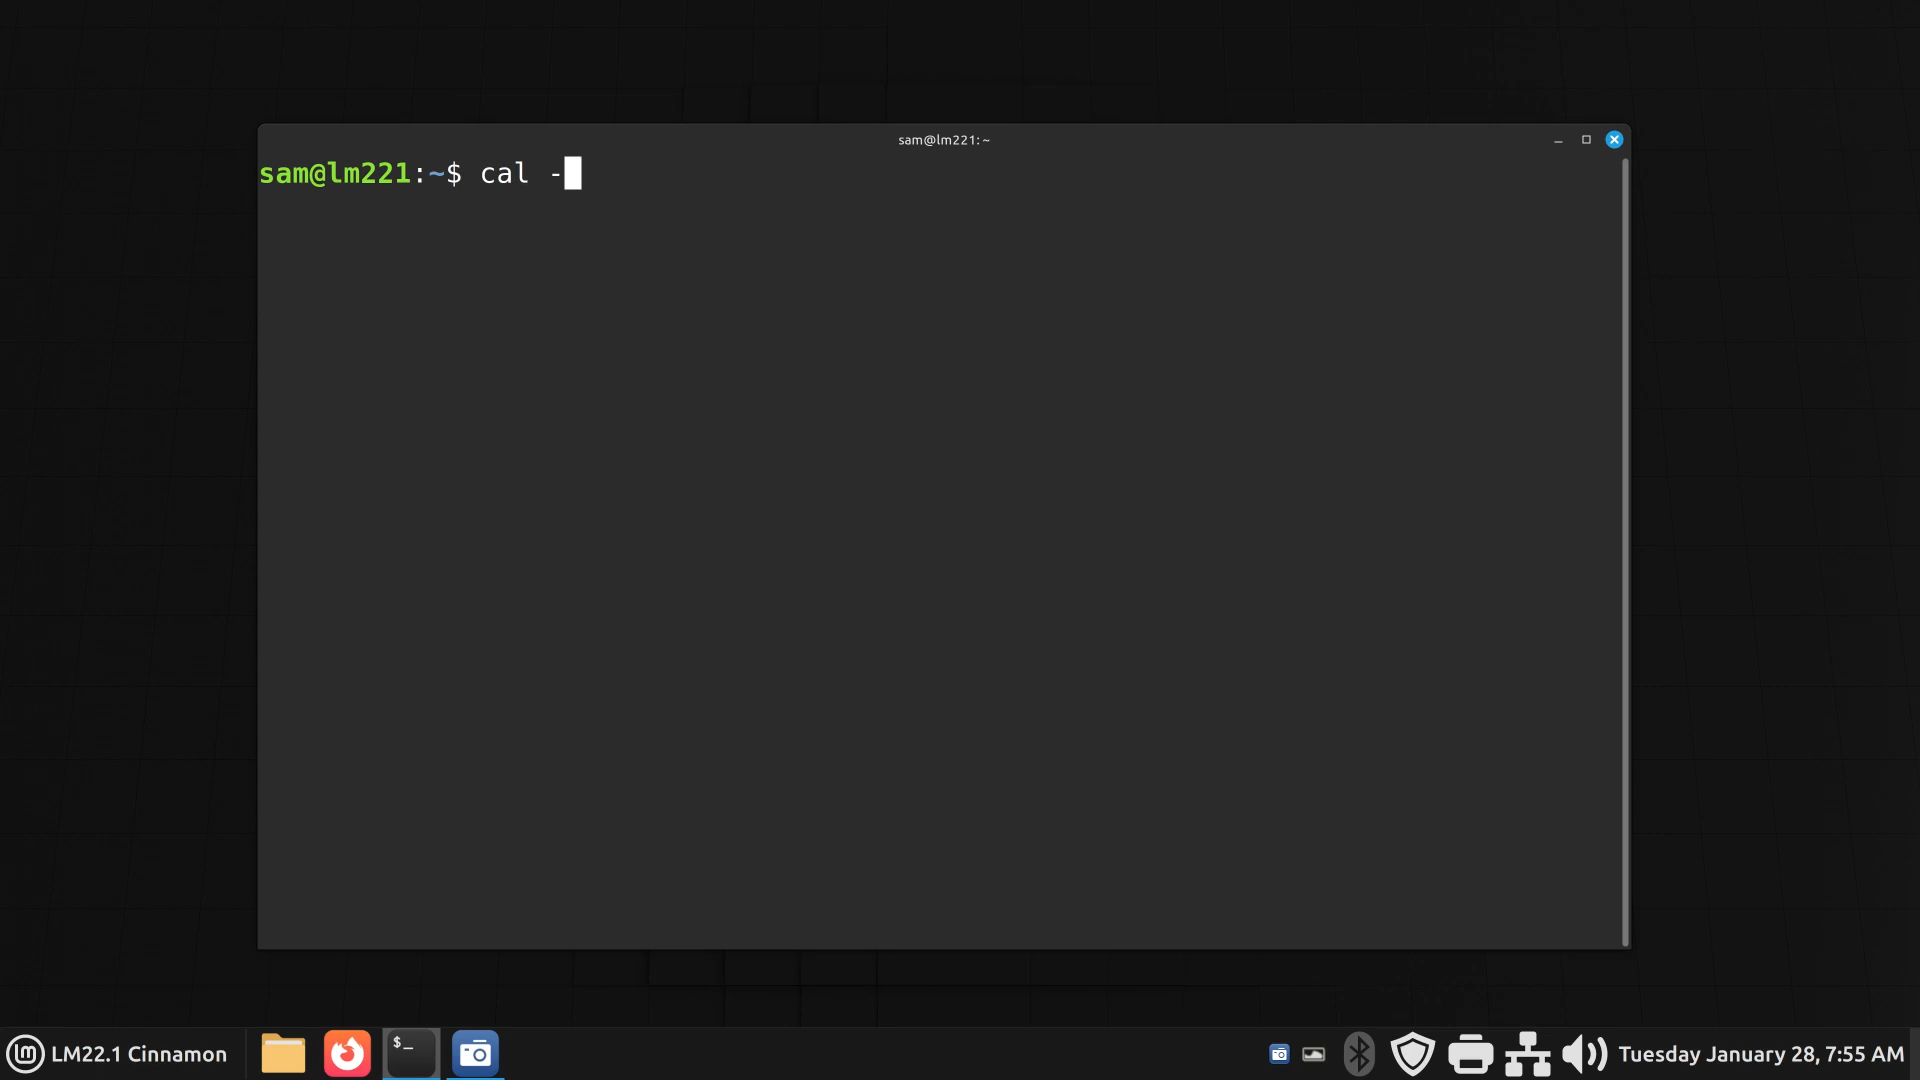 sam@lm221: ~
sam@lm221:~$ cal -
$_
LM22.1 Cinnamon
Tuesday January 28, 7:55 AM